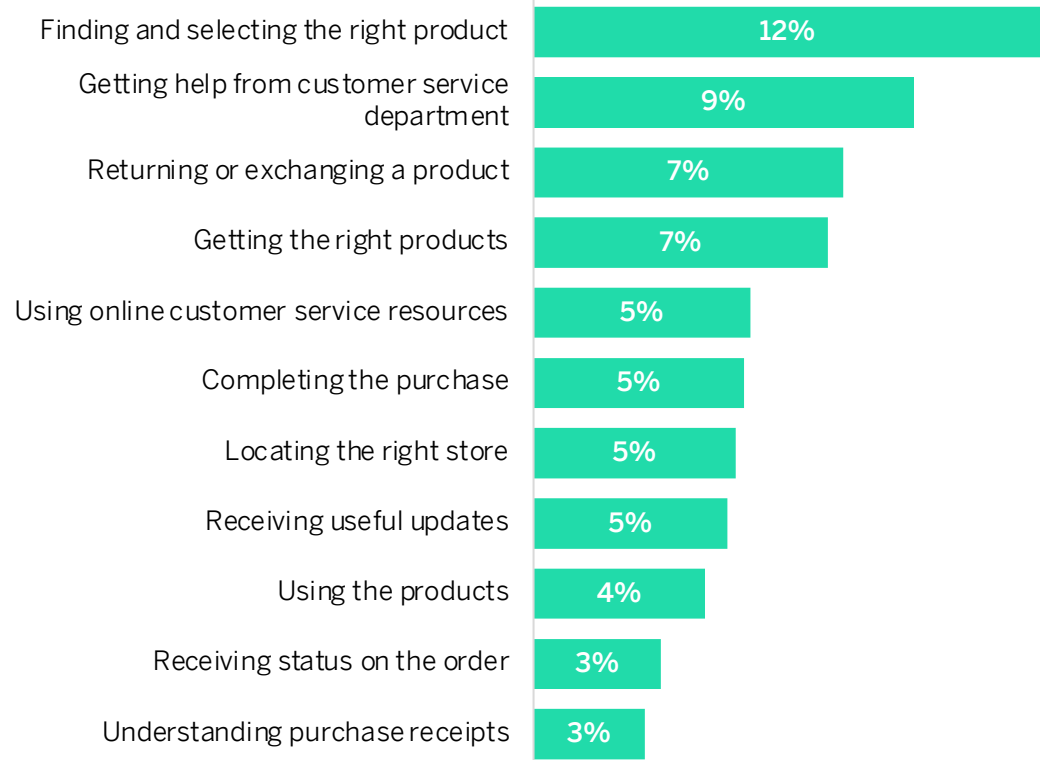 Finding and selecting the right product
12%
Getting help from customer service
department
9%
Returning or exchanging a product
7%
Getting the right products
7%
Using online customer service resources
5%
Completing the purchase
5%
Locating the right store
5%
Receiving useful updates
5%
Using the products
4%
Receiving status on the order
3%
Understanding purchase receipts
3%